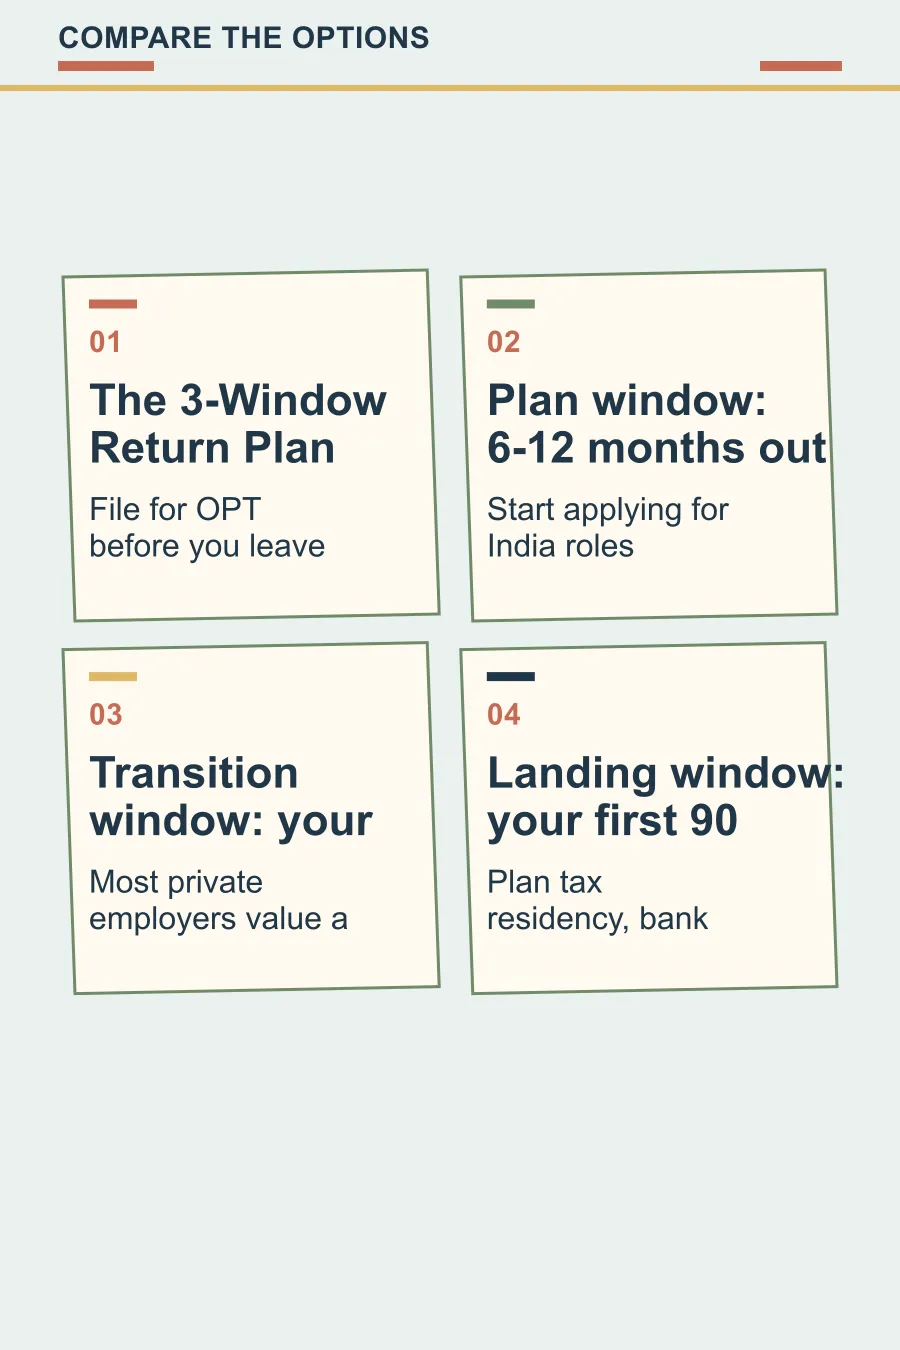 COMPARE THE OPTIONS
01
The 3-Window
Return Plan
File for OPT
before you leave
02
Plan window:
6-12 months out
Start applying for
India roles
03
Transition
window: your
Most private
employers value a
04
Landing window:
your first 90
Plan tax
residency, bank